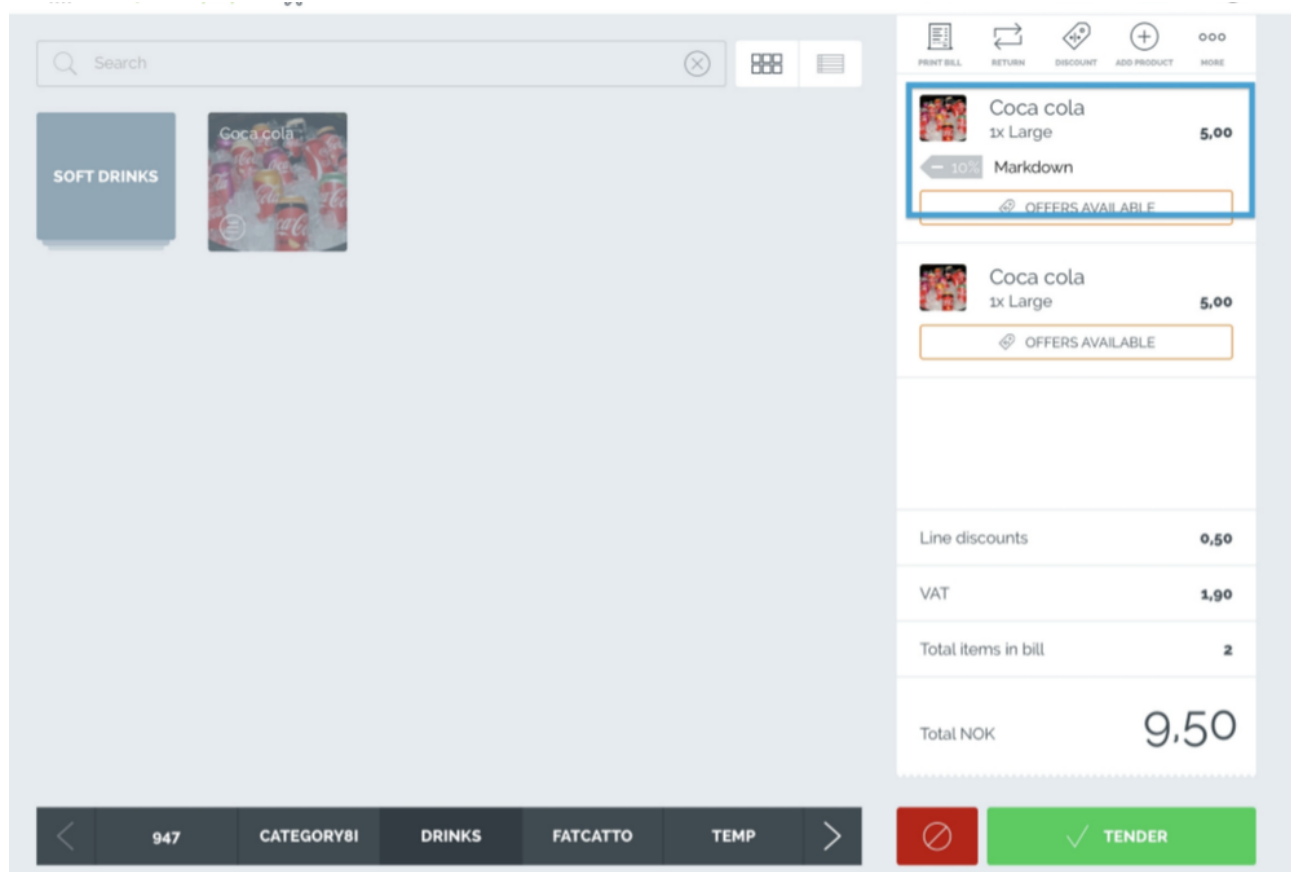 Search
SOFT DRINKS
Coca cola
PRINT BILL
RETURN
DISCOUNT
ADD PRODUCT
MORE
Coca cola
1x Large 5,00
– 10% Markdown
OFFERS AVAILABLE
Coca cola
1x Large 5,00
OFFERS AVAILABLE
Line discounts 0,50
VAT 1,90
Total items in bill 2
Total NOK 9,50
947 CATEGORY8I DRINKS FATCATTO TEMP
TENDER